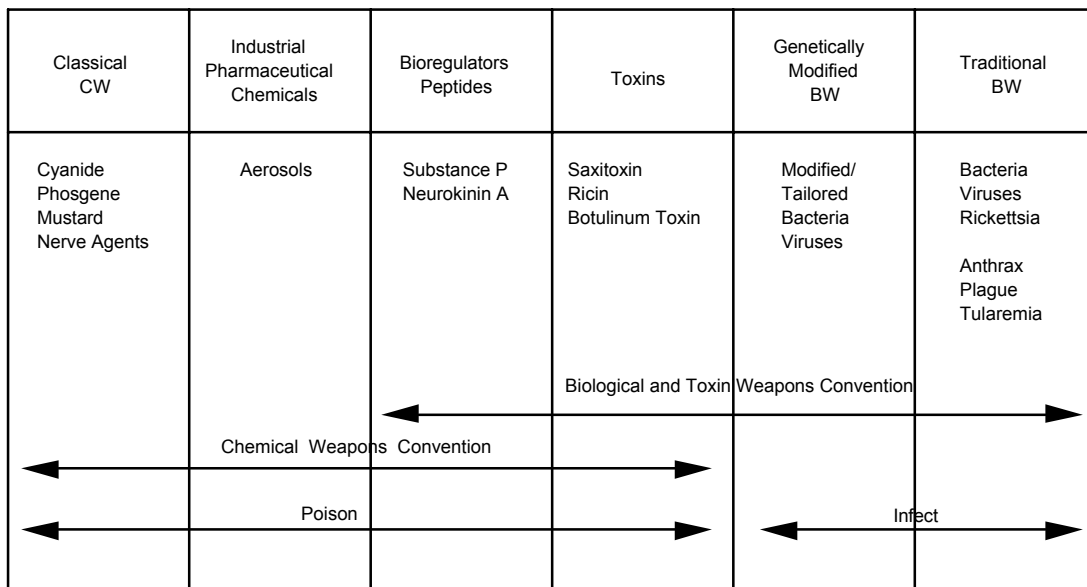 Classical
CW
Industrial
Pharmaceutical
Chemicals
Bioregulators
Peptides
Toxins
Genetically
Modified
BW
Traditional
BW
Cyanide
Phosgene
Mustard
Nerve Agents
Aerosols
Substance P
Neurokinin A
Saxitoxin
Ricin
Botulinum Toxin
Modified/
Tailored
Bacteria
Viruses
Bacteria
Viruses
Rickettsia
Anthrax
Plague
Tularemia
Biological and Toxin Weapons Convention
Chemical Weapons Convention
Poison
Infect